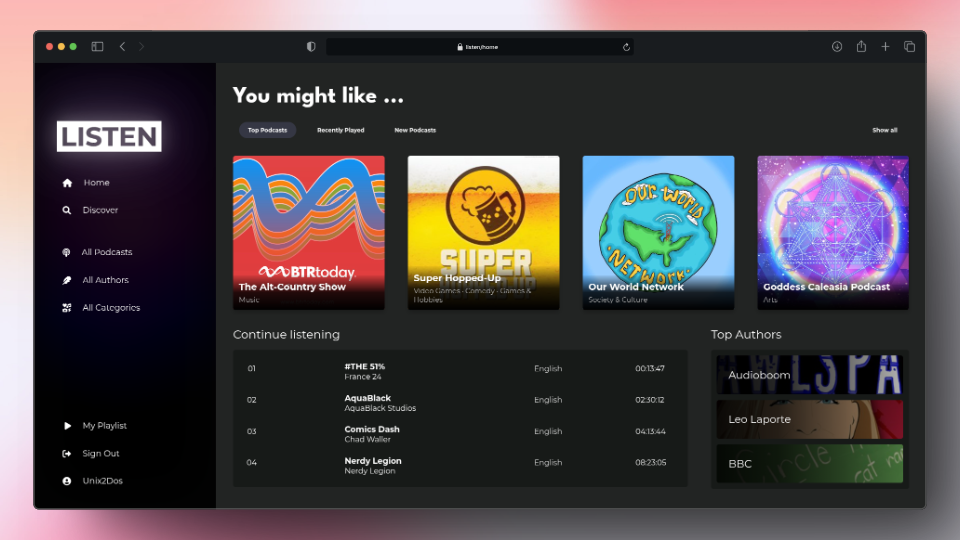 listen/home
LISTEN
Home
Discover
All Podcasts
All Authors
All Categories
My Playlist
Sign Out
Unix2Dos
You might like ...
Top Podcasts
Recently Played
New Podcasts
Show all
BTRtoday
The Alt-Country Show
Music
SUPER
Super Hopped-Up
Video Games - Comedy - Games &
Hobbies
OUR WORLD
NETWORK
Our World Network
Society & Culture
Goddess Caleasia Podcast
Arts
Continue listening
01 #THE 51% English 00:13:47
France 24
02 AquaBlack English 02:30:12
AquaBlack Studios
03 Comics Dash English 04:13:44
Chad Waller
04 Nerdy Legion English 08:23:05
Nerdy Legion
Top Authors
Audioboom
Leo Laporte
BBC